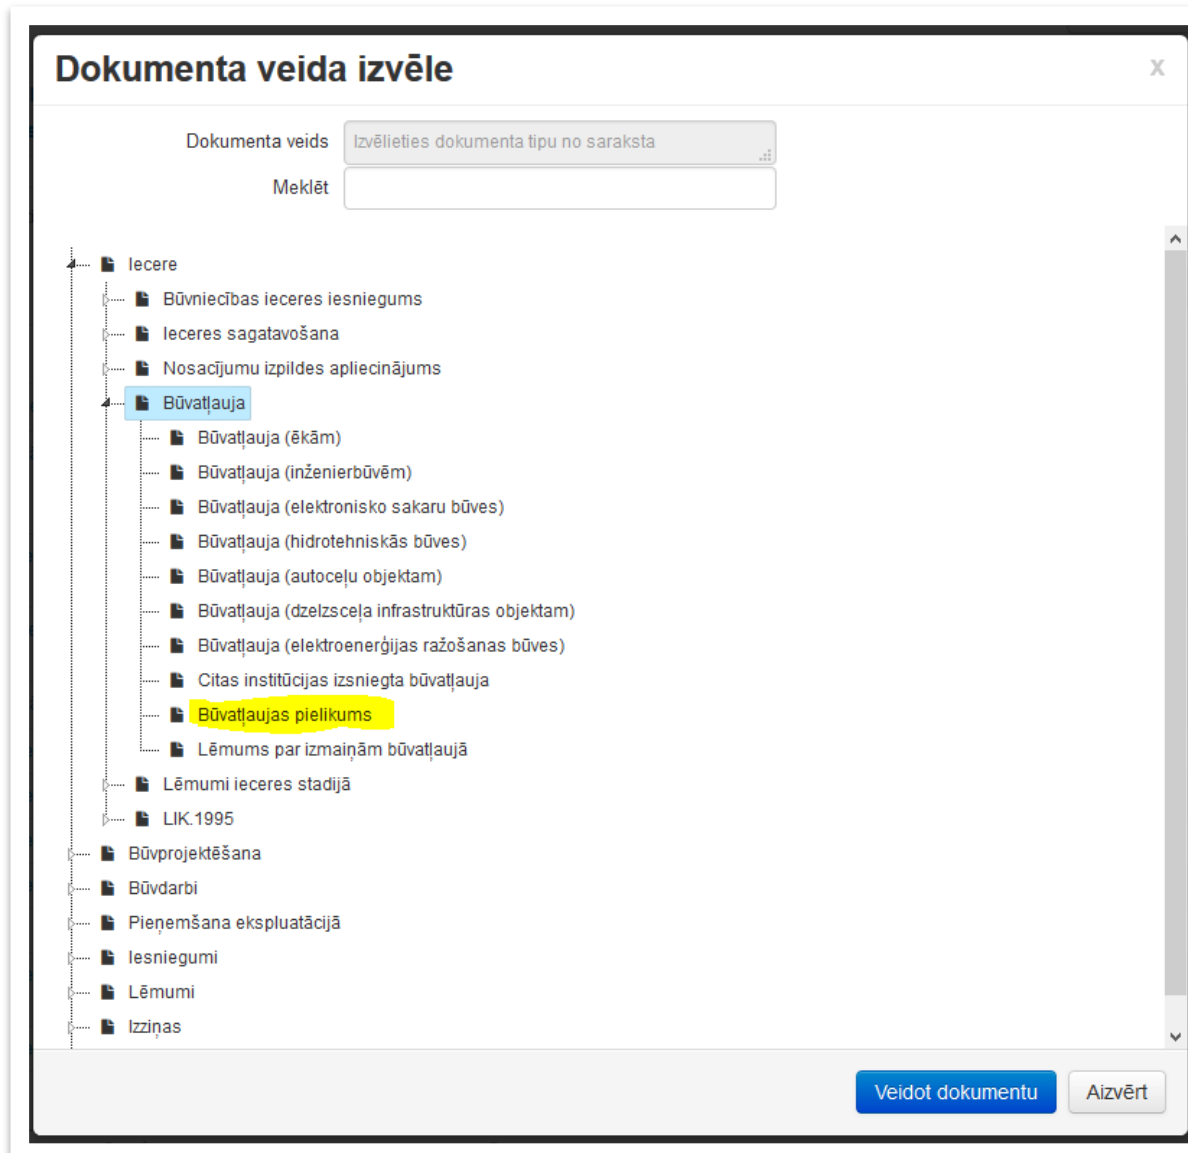 Dokumenta veida izvēle
x
Dokumenta veids
Izvēlieties dokumenta tipu no saraksta
Meklēt
Iecere
Būvniecības ieceres iesniegums
Ieceres sagatavošana
Nosacījumu izpildes apliecinājums
Būvatļauja
Būvatļauja (ēkām)
Būvatļauja (inženierbūvēm)
Būvatļauja (elektronisko sakaru būves)
Būvatļauja (hidrotehniskās būves)
Būvatļauja (autoceļu objektam)
Būvatļauja (dzelzsceļa infrastruktūras objektam)
Būvatļauja (elektroenerģijas ražošanas būves)
Citas institūcijas izsniegta būvatļauja
Būvatļaujas pielikums
Lēmums par izmaiņām būvatļaujā
Lēmumi ieceres stadijā
LIK.1995
Būvprojektēšana
Būvdarbi
Pieņemšana ekspluatācijā
Iesniegumi
Lēmumi
Izziņas
Veidot dokumentu
Aizvērt